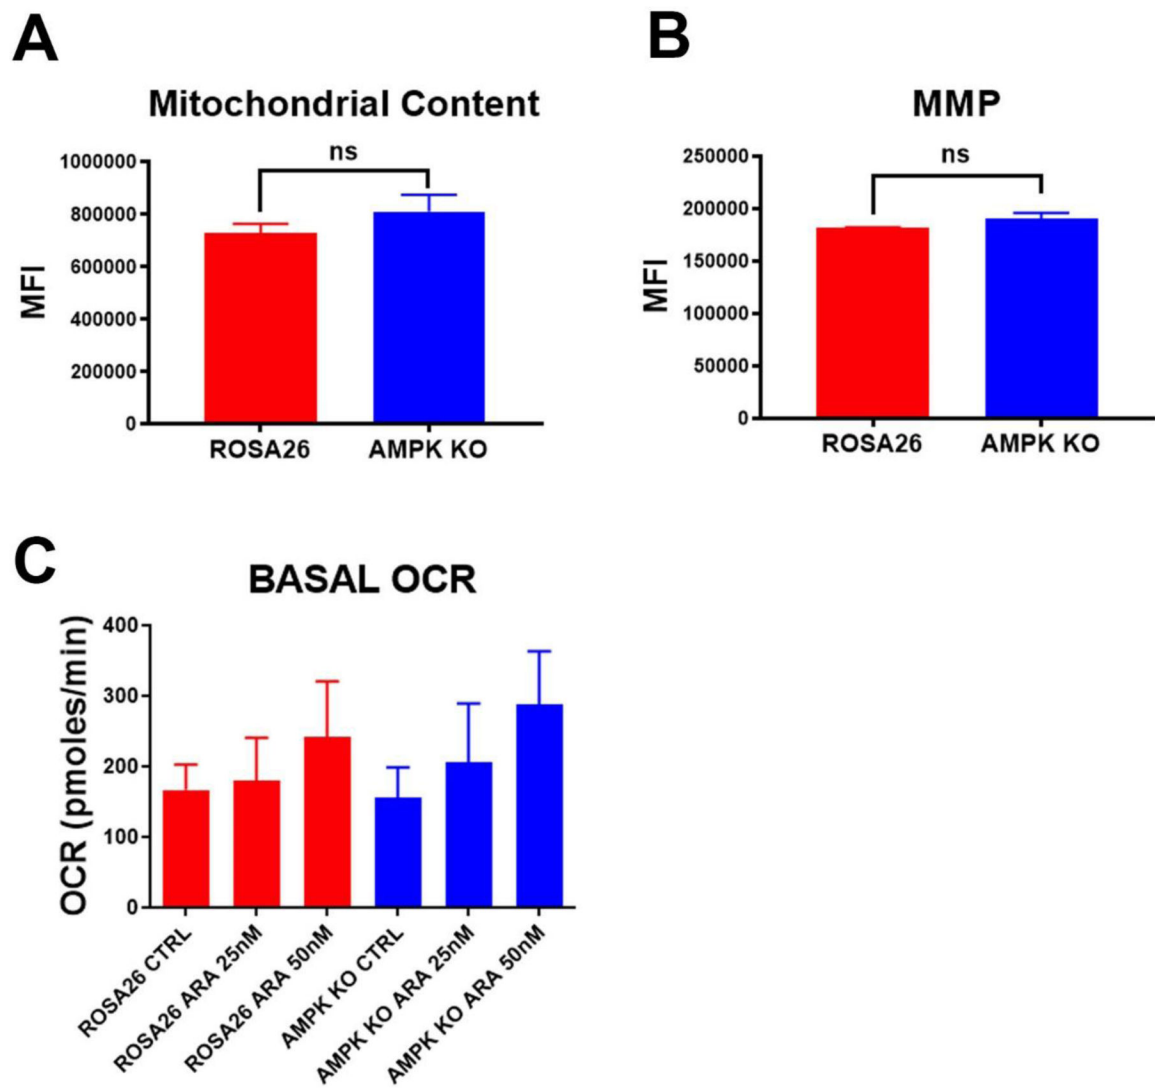 A
Mitochondrial Content
ns
1000000
800000
600000
400000
200000
0
MFI
ROSA26
AMPK KO
B
MMP
ns
250000
200000
150000
100000
50000
0
MFI
ROSA26
AMPK KO
C
BASAL OCR
400
300
200
100
0
OCR (pmoles/min)
ROSA26 CTRL
ROSA26 ARA 25nM
ROSA26 ARA 50nM
AMPK KO CTRL
AMPK KO ARA 25nM
AMPK KO ARA 50nM